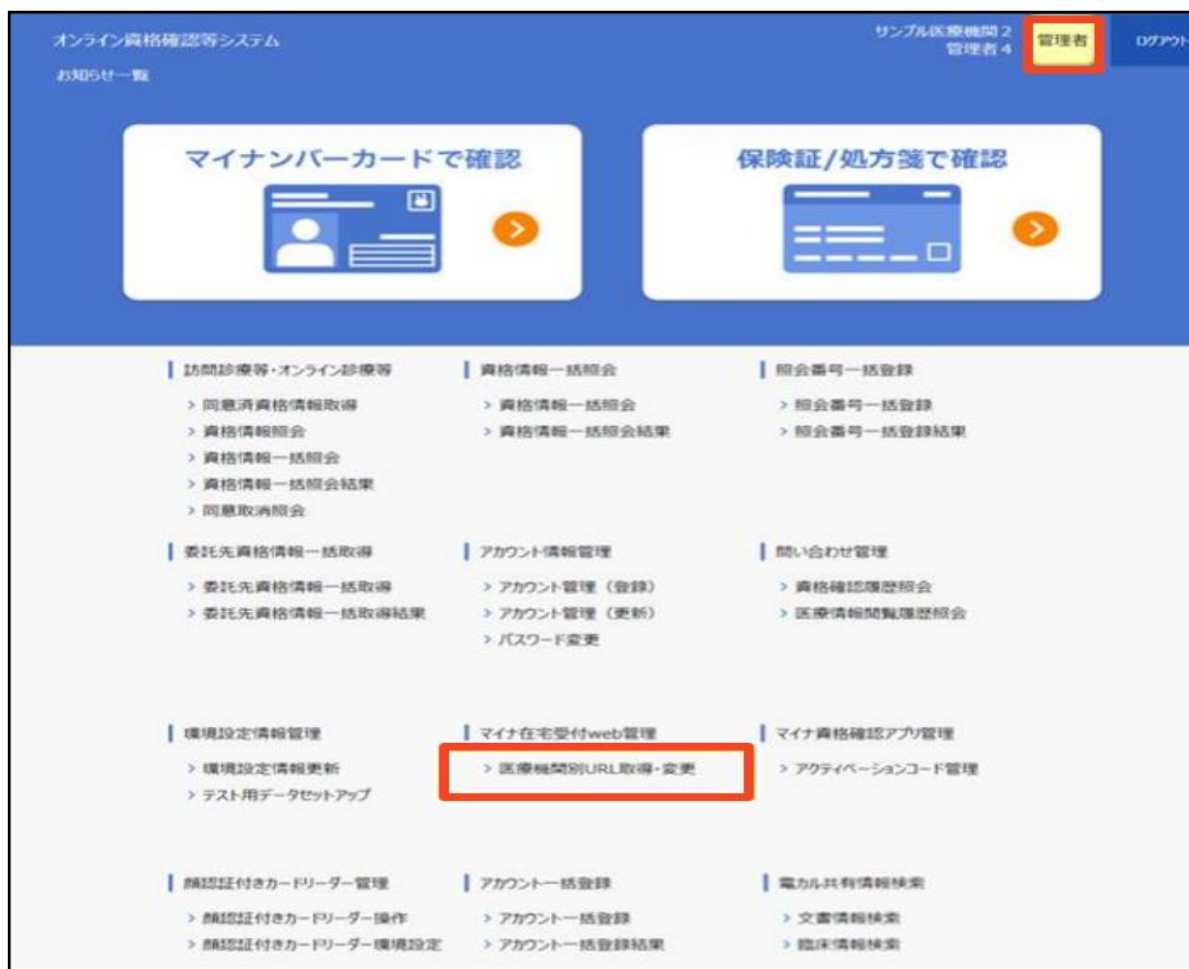 オンライン資格確認等システム
サンプル医療機関2
管理者4
管理者
ログアウト
お知らせ一覧
マイナンバーカードで確認
保険証/処方箋で確認
訪問診療等・オンライン診療等
> 同意済資格情報取得
> 資格情報照会
> 資格情報一括照会
> 資格情報一括照会結果
> 同意取消照会
資格情報一括照会
> 資格情報一括照会
> 資格情報一括照会結果
照会番号一括登録
> 照会番号一括登録
> 照会番号一括登録結果
委託先資格情報一括取得
> 委託先資格情報一括取得
> 委託先資格情報一括取得結果
アカウント情報管理
> アカウント管理（登録）
> アカウント管理（更新）
> パスワード変更
問い合わせ管理
> 資格確認履歴照会
> 医療情報閲覧履歴照会
環境設定情報管理
> 環境設定情報更新
> テスト用データセットアップ
マイナ在宅受付web管理
> 医療機関別URL取得・変更
マイナ資格確認アプリ管理
> アクティベーションコード管理
顔認証付きカードリーダー管理
> 顔認証付きカードリーダー操作
> 顔認証付きカードリーダー環境設定
アカウント一括登録
> アカウント一括登録
> アカウント一括登録結果
電カル共有情報検索
> 文書情報検索
> 臨床情報検索